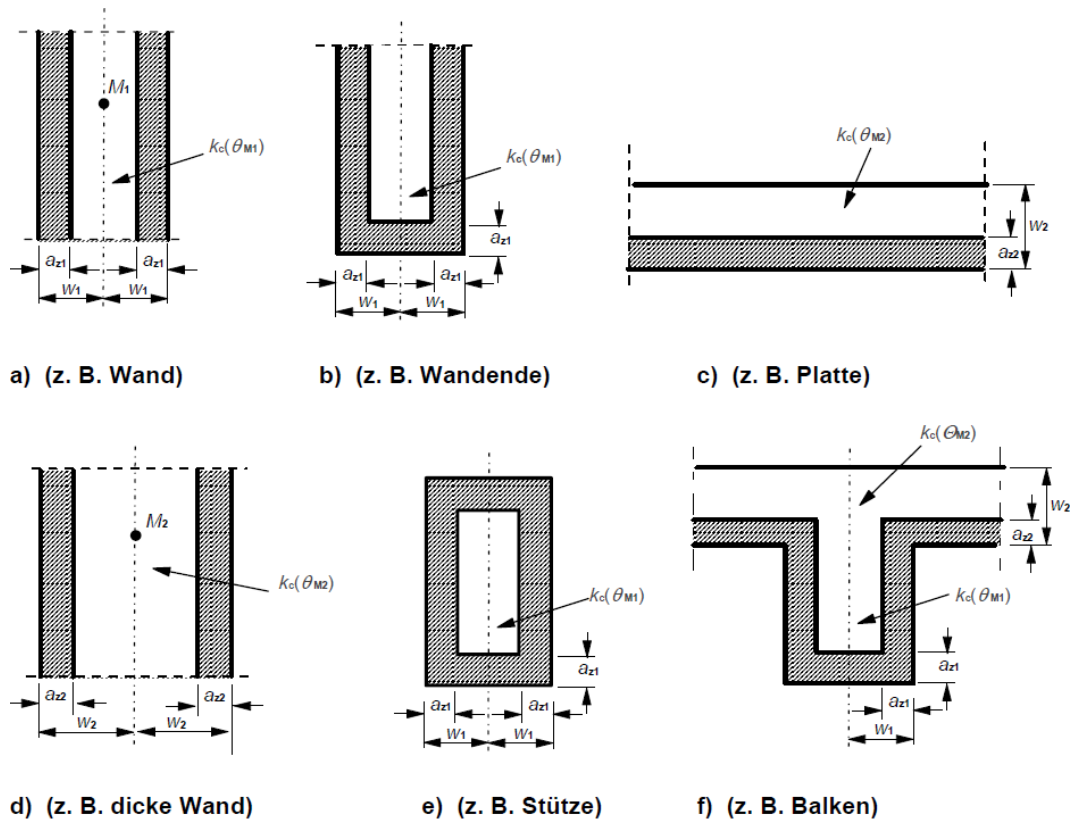 M1
kc(θM1)
az1 az1
w1 w1
a) (z. B. Wand)
kc(θM1)
az1
az1 az1
w1 w1
b) (z. B. Wandende)
kc(θM2)
w2
az2
c) (z. B. Platte)
M2
kc(θM2)
az2 az2
w2 w2
d) (z. B. dicke Wand)
kc(θM1)
az1
az1 az1
w1 w1
e) (z. B. Stütze)
kc(ΘM2)
w2
az2
kc(θM1)
az1
az1
w1
f) (z. B. Balken)